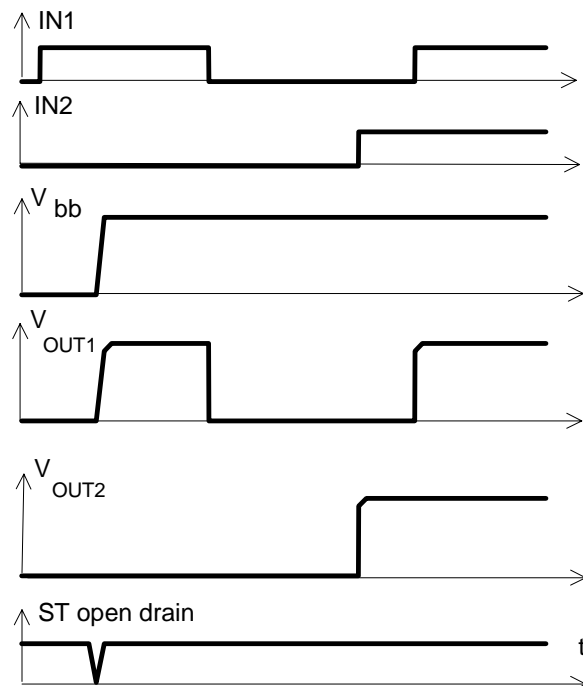 IN1
IN2
V bb
V OUT1
V OUT2
ST open drain
t